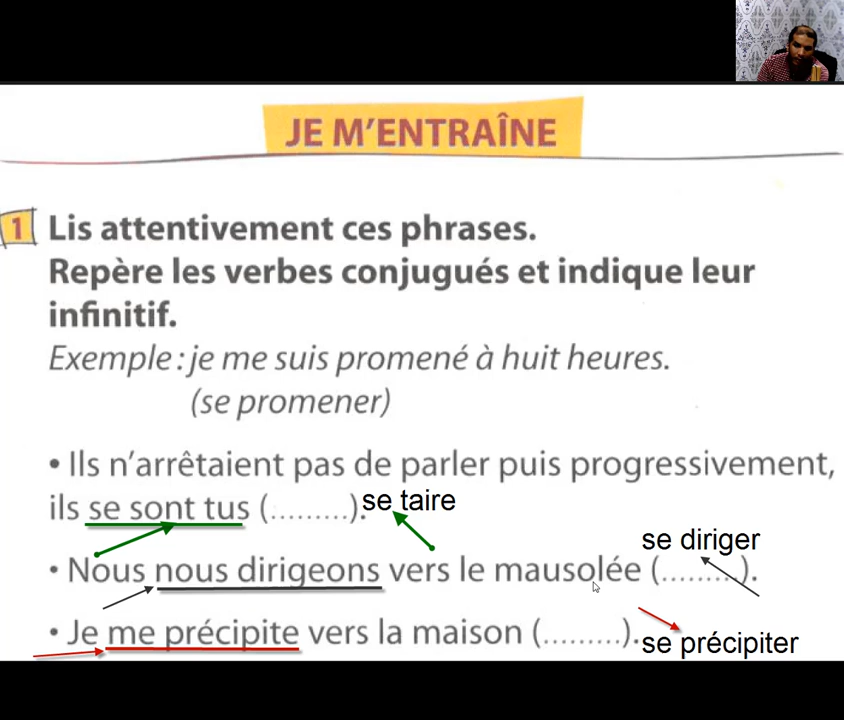 JE M'ENTRAÎNE
1 Lis attentivement ces phrases.
Repère les verbes conjugués et indique leur
infinitif.
Exemple : je me suis promené à huit heures.
(se promener)
• Ils n'arrêtaient pas de parler puis progressivement,
ils se sont tus (.........). se taire
se diriger
• Nous nous dirigeons vers le mausolée (.........).
• Je me précipite vers la maison (.........). se précipiter